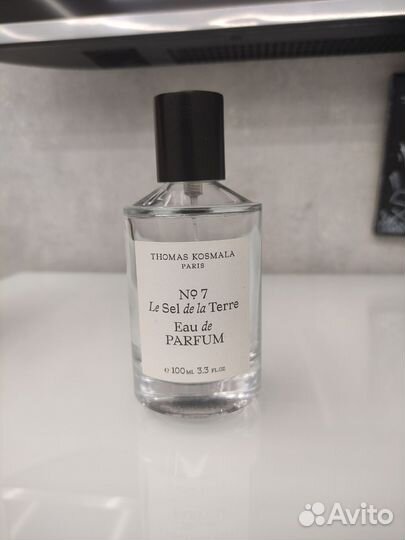 THOMAS KOSMALA
PARIS
Nº 7
Le Sel de la Terre
Eau de
PARFUM
℮ 100 ML 3.3 FL.OZ
Avito